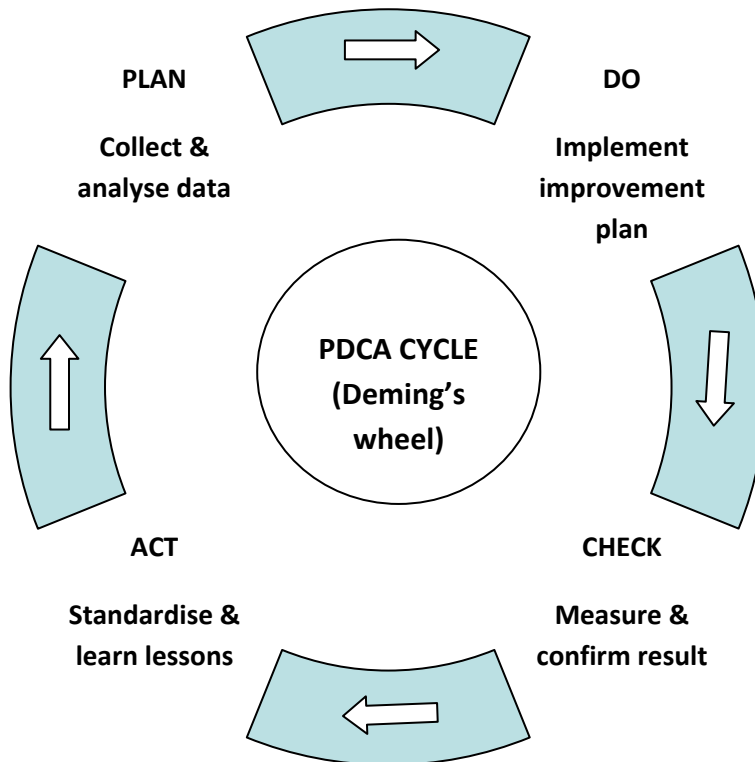 PLAN
Collect &
analyse data
DO
Implement
improvement
plan
PDCA CYCLE
(Deming’s
wheel)
ACT
Standardise &
learn lessons
CHECK
Measure &
confirm result